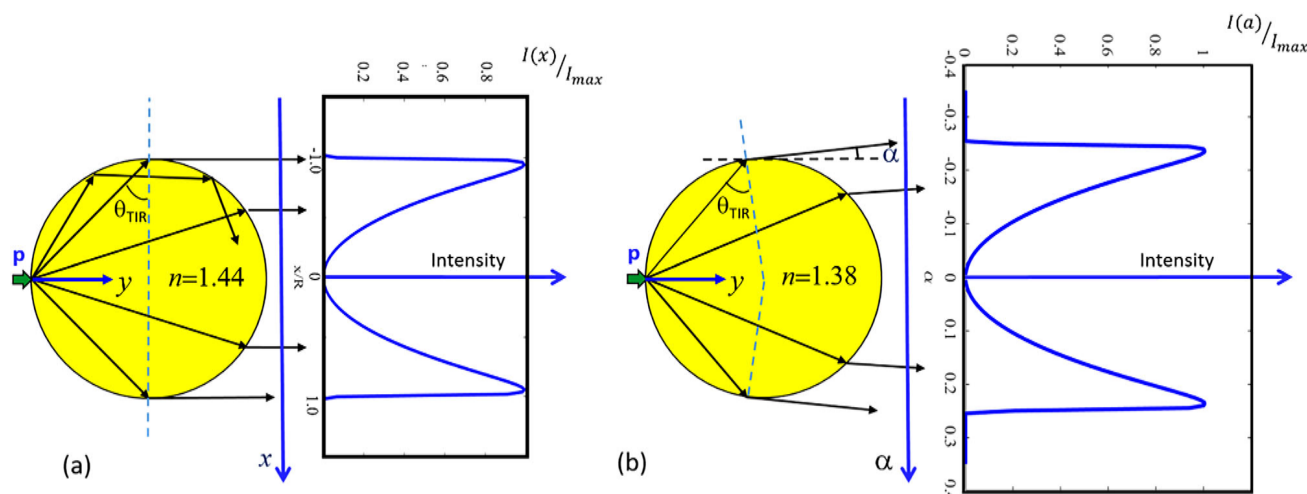 I(x)/I_max
0.2
0.4
0.6
0.8
-1.0
0
x/R
1.0
θTIR
p
y
n=1.44
Intensity
x
(a)
I(a)/I_max
0
0.2
0.4
0.6
0.8
1
-0.4
-0.3
-0.2
-0.1
0
α
0.1
0.2
0.3
α
θTIR
p
y
n=1.38
Intensity
α
(b)